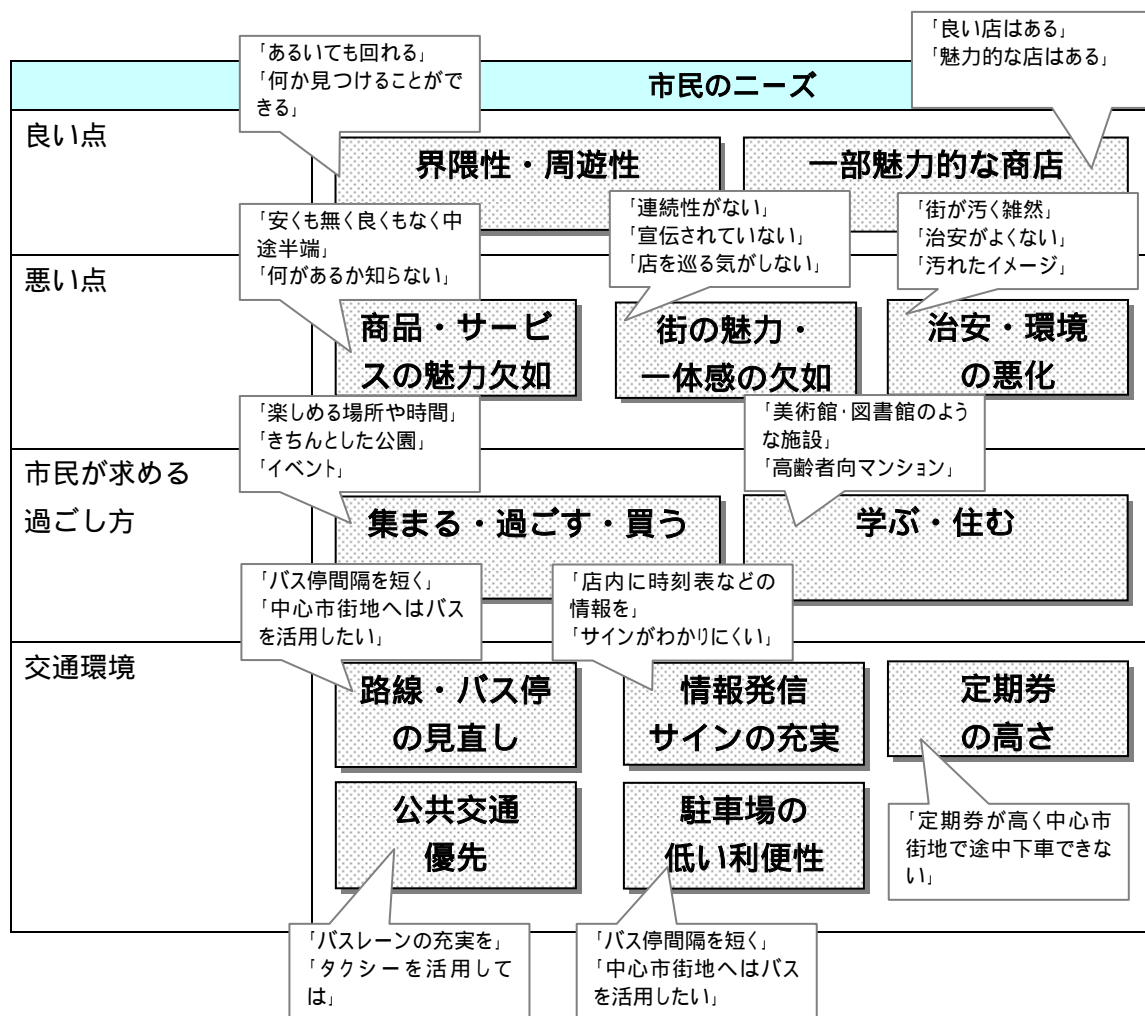 「良い店はある」
「魅力的な店はある」
「あるいても回れる」
「何か見つけることがで
きる」
市民のニーズ
良い点
界隈性・周遊性
一部魅力的な商店
「安くも無く良くもなく中
途半端」
「何があるか知らない」
「連続性がない」
「宣伝されていない」
「店を巡る気がしない」
「街が汚く雑然」
「治安がよくない」
「汚れたイメージ」
悪い点
商品・サービ
スの魅力欠如
街の魅力・
一体感の欠如
治安・環境
の悪化
「楽しめる場所や時間」
「きちんとした公園」
「イベント」
「美術館・図書館のよう
な施設」
「高齢者向マンション」
市民が求める
過ごし方
集まる・過ごす・買う
学ぶ・住む
「バス停間隔を短く」
「中心市街地へはバス
を活用したい」
「店内に時刻表などの
情報を」
「サインがわかりにくい」
交通環境
路線・バス停
の見直し
情報発信
サインの充実
定期券
の高さ
公共交通
優先
駐車場の
低い利便性
「定期券が高く中心市
街地で途中下車できな
い」
「バスレーンの充実を」
「タクシーを活用して
は」
「バス停間隔を短く」
「中心市街地へはバス
を活用したい」